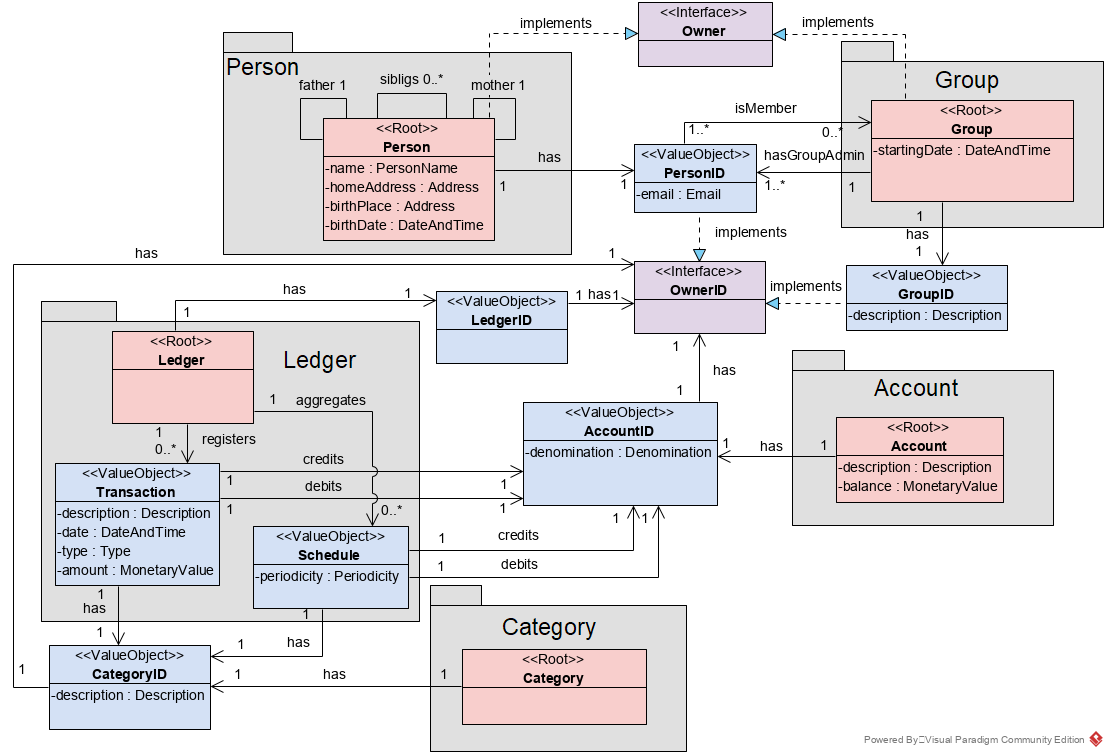 <<Interface>>
Owner
implements
implements
Person
father 1
sibligs 0..*
mother 1
<<Root>>
Person
-name : PersonName
-homeAddress : Address
-birthPlace : Address
-birthDate : DateAndTime
has
1
1
Group
<<Root>>
Group
-startingDate : DateAndTime
isMember
1..*
0..*
hasGroupAdmin
1..*
1
<<ValueObject>>
PersonID
-email : Email
implements
1
has
1
has
1
<<Interface>>
OwnerID
implements
<<ValueObject>>
GroupID
-description : Description
has
1
1
<<ValueObject>>
LedgerID
1
has
1
Ledger
<<Root>>
Ledger
1
aggregates
0..*
1
registers
0..*
<<ValueObject>>
Transaction
-description : Description
-date : DateAndTime
-type : Type
-amount : MonetaryValue
1
credits
1
1
debits
1
1
has
1
<<ValueObject>>
AccountID
-denomination : Denomination
1
has
1
Account
<<Root>>
Account
-description : Description
-balance : MonetaryValue
1
has
1
<<ValueObject>>
Schedule
-periodicity : Periodicity
1
credits
1
1
debits
1
1
has
1
1
has
1
<<ValueObject>>
CategoryID
-description : Description
1
Category
<<Root>>
Category
Powered By Visual Paradigm Community Edition